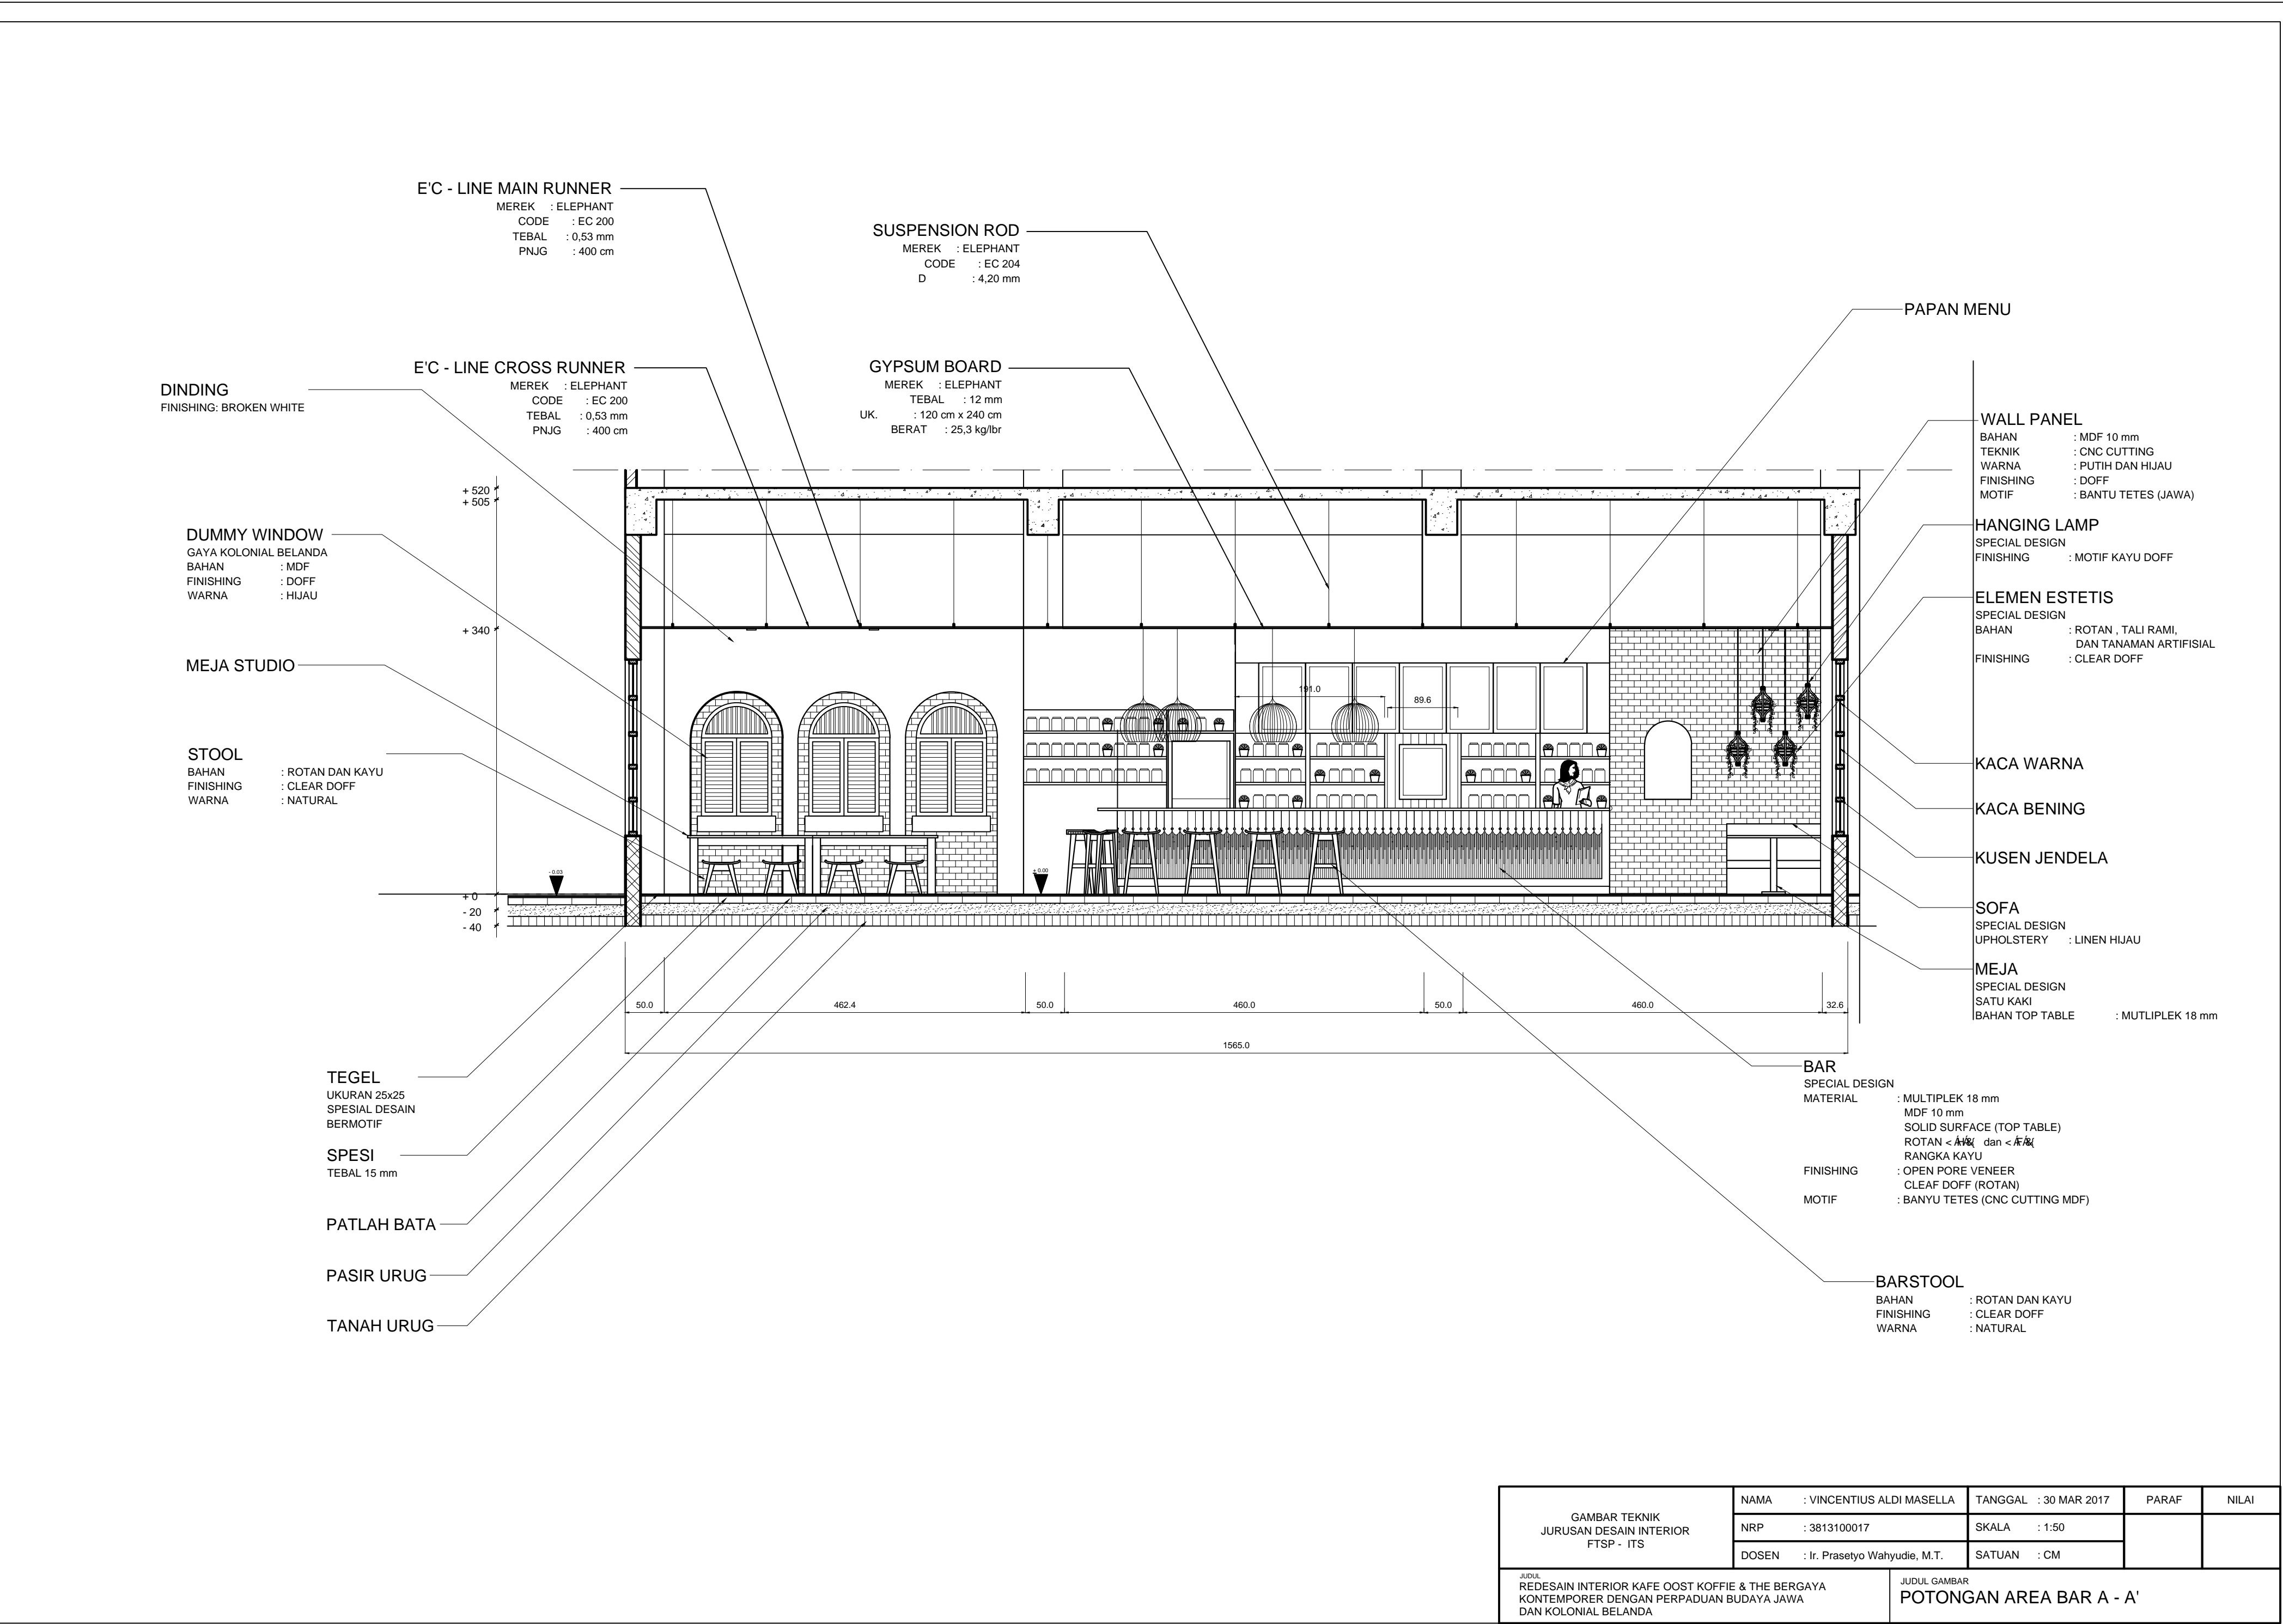 E'C - LINE MAIN RUNNER
MEREK : ELEPHANT
CODE : EC 200
TEBAL : 0,53 mm
PNJG : 400 cm
SUSPENSION ROD
MEREK : ELEPHANT
CODE : EC 204
D : 4,20 mm
PAPAN MENU
E'C - LINE CROSS RUNNER
MEREK : ELEPHANT
CODE : EC 200
TEBAL : 0,53 mm
PNJG : 400 cm
GYPSUM BOARD
MEREK : ELEPHANT
TEBAL : 12 mm
UK. : 120 cm x 240 cm
BERAT : 25,3 kg/lbr
DINDING
FINISHING: BROKEN WHITE
DUMMY WINDOW
GAYA KOLONIAL BELANDA
BAHAN : MDF
FINISHING : DOFF
WARNA : HIJAU
MEJA STUDIO
STOOL
BAHAN : ROTAN DAN KAYU
FINISHING : CLEAR DOFF
WARNA : NATURAL
+ 520
+ 505
+ 340
+ 0
- 20
- 40
- 0.03
± 0.00
191.0
89.6
WALL PANEL
BAHAN : MDF 10 mm
TEKNIK : CNC CUTTING
WARNA : PUTIH DAN HIJAU
FINISHING : DOFF
MOTIF : BANTU TETES (JAWA)
HANGING LAMP
SPECIAL DESIGN
FINISHING : MOTIF KAYU DOFF
ELEMEN ESTETIS
SPECIAL DESIGN
BAHAN : ROTAN , TALI RAMI,
DAN TANAMAN ARTIFISIAL
FINISHING : CLEAR DOFF
KACA WARNA
KACA BENING
KUSEN JENDELA
SOFA
SPECIAL DESIGN
UPHOLSTERY : LINEN HIJAU
MEJA
SPECIAL DESIGN
SATU KAKI
BAHAN TOP TABLE : MUTLIPLEK 18 mm
50.0 462.4 50.0 460.0 50.0 460.0 32.6
1565.0
TEGEL
UKURAN 25x25
SPESIAL DESAIN
BERMOTIF
SPESI
TEBAL 15 mm
PATLAH BATA
PASIR URUG
TANAH URUG
BAR
SPECIAL DESIGN
MATERIAL : MULTIPLEK 18 mm
MDF 10 mm
SOLID SURFACE (TOP TABLE)
ROTAN < dan <
RANGKA KAYU
FINISHING : OPEN PORE VENEER
CLEAF DOFF (ROTAN)
MOTIF : BANYU TETES (CNC CUTTING MDF)
BARSTOOL
BAHAN : ROTAN DAN KAYU
FINISHING : CLEAR DOFF
WARNA : NATURAL
GAMBAR TEKNIK
JURUSAN DESAIN INTERIOR
FTSP - ITS
NAMA : VINCENTIUS ALDI MASELLA
NRP : 3813100017
DOSEN : Ir. Prasetyo Wahyudie, M.T.
TANGGAL : 30 MAR 2017
SKALA : 1:50
SATUAN : CM
PARAF
NILAI
JUDUL
REDESAIN INTERIOR KAFE OOST KOFFIE & THE BERGAYA
KONTEMPORER DENGAN PERPADUAN BUDAYA JAWA
DAN KOLONIAL BELANDA
JUDUL GAMBAR
POTONGAN AREA BAR A - A'